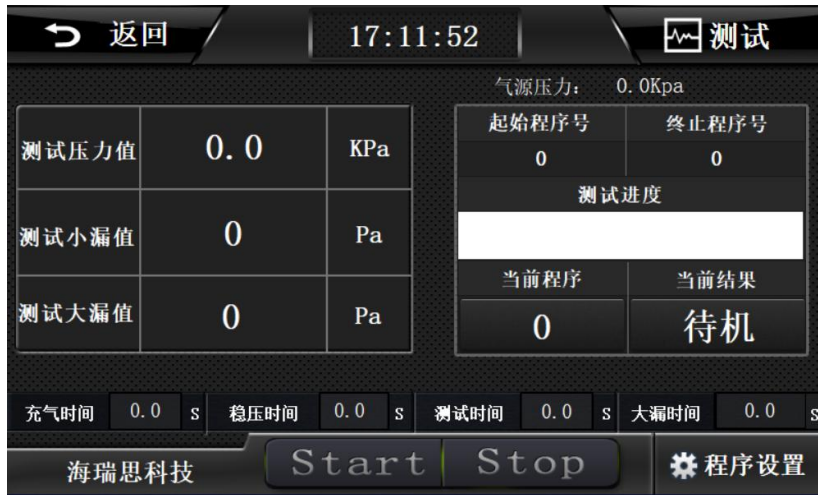 返回 17:11:52 测试
气源压力： 0.0Kpa
起始程序号 终止程序号
0 0
测试进度
当前程序 当前结果
0 待机
测试压力值 0.0 KPa
测试小漏值 0 Pa
测试大漏值 0 Pa
充气时间 0.0 S 稳压时间 0.0 S 测试时间 0.0 S 大漏时间 0.0 S
海瑞思科技 Start Stop 程序设置